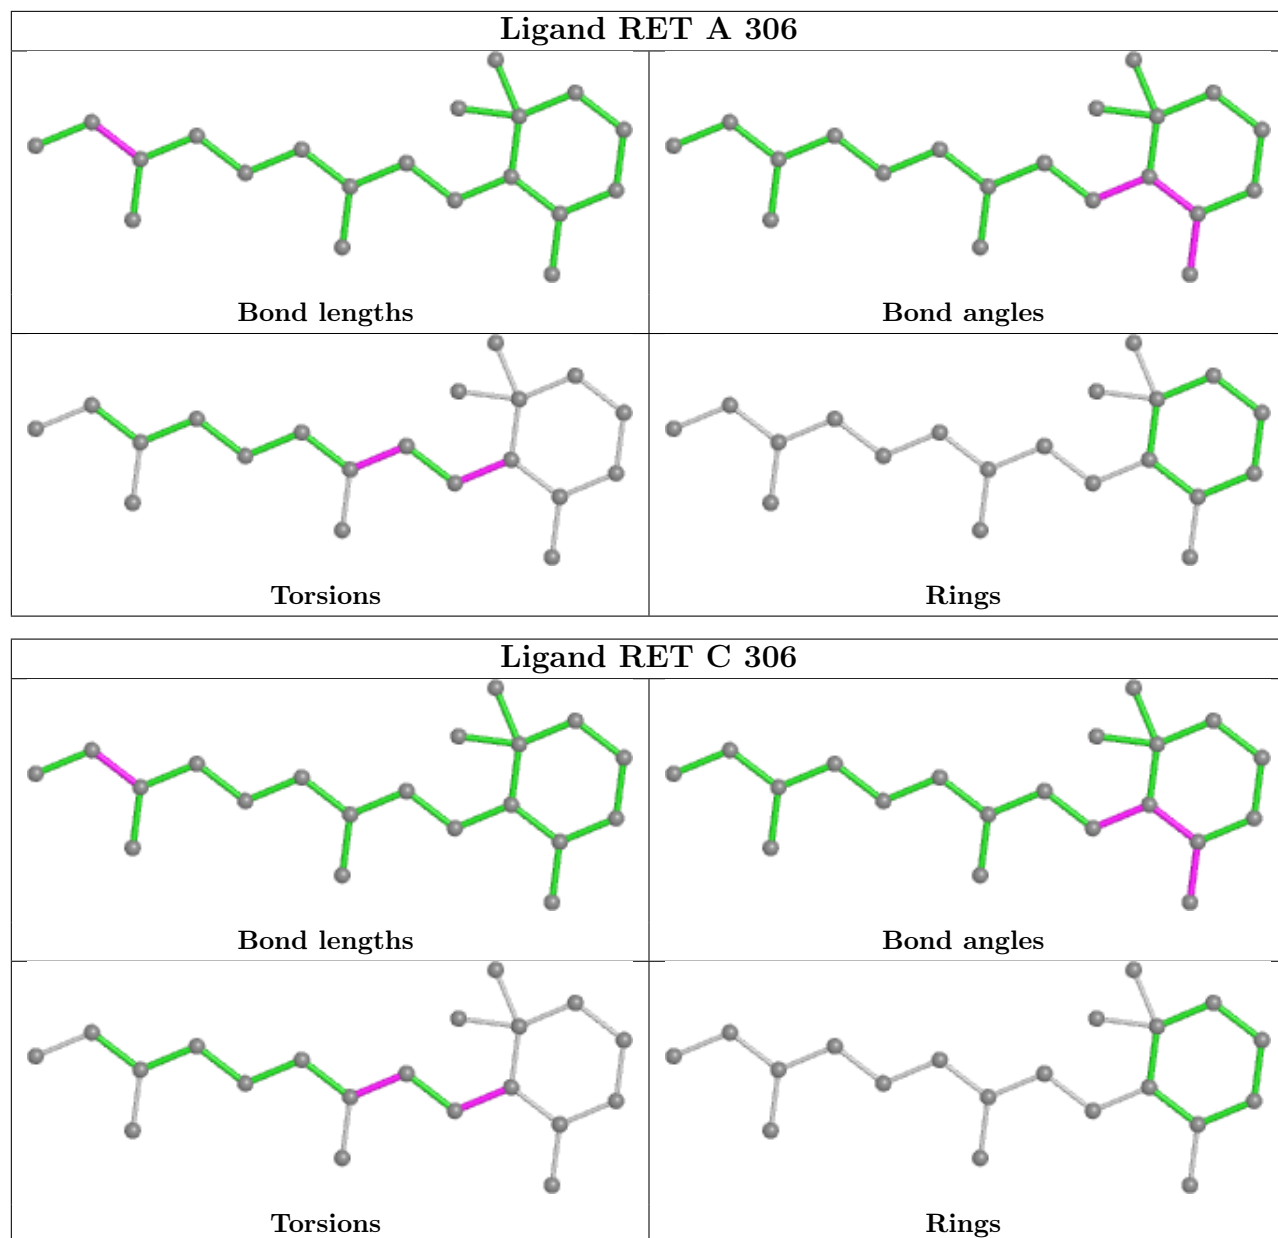 Ligand RET A 306
Bond lengths
Bond angles
Torsions
Rings
Ligand RET C 306
Bond lengths
Bond angles
Torsions
Rings